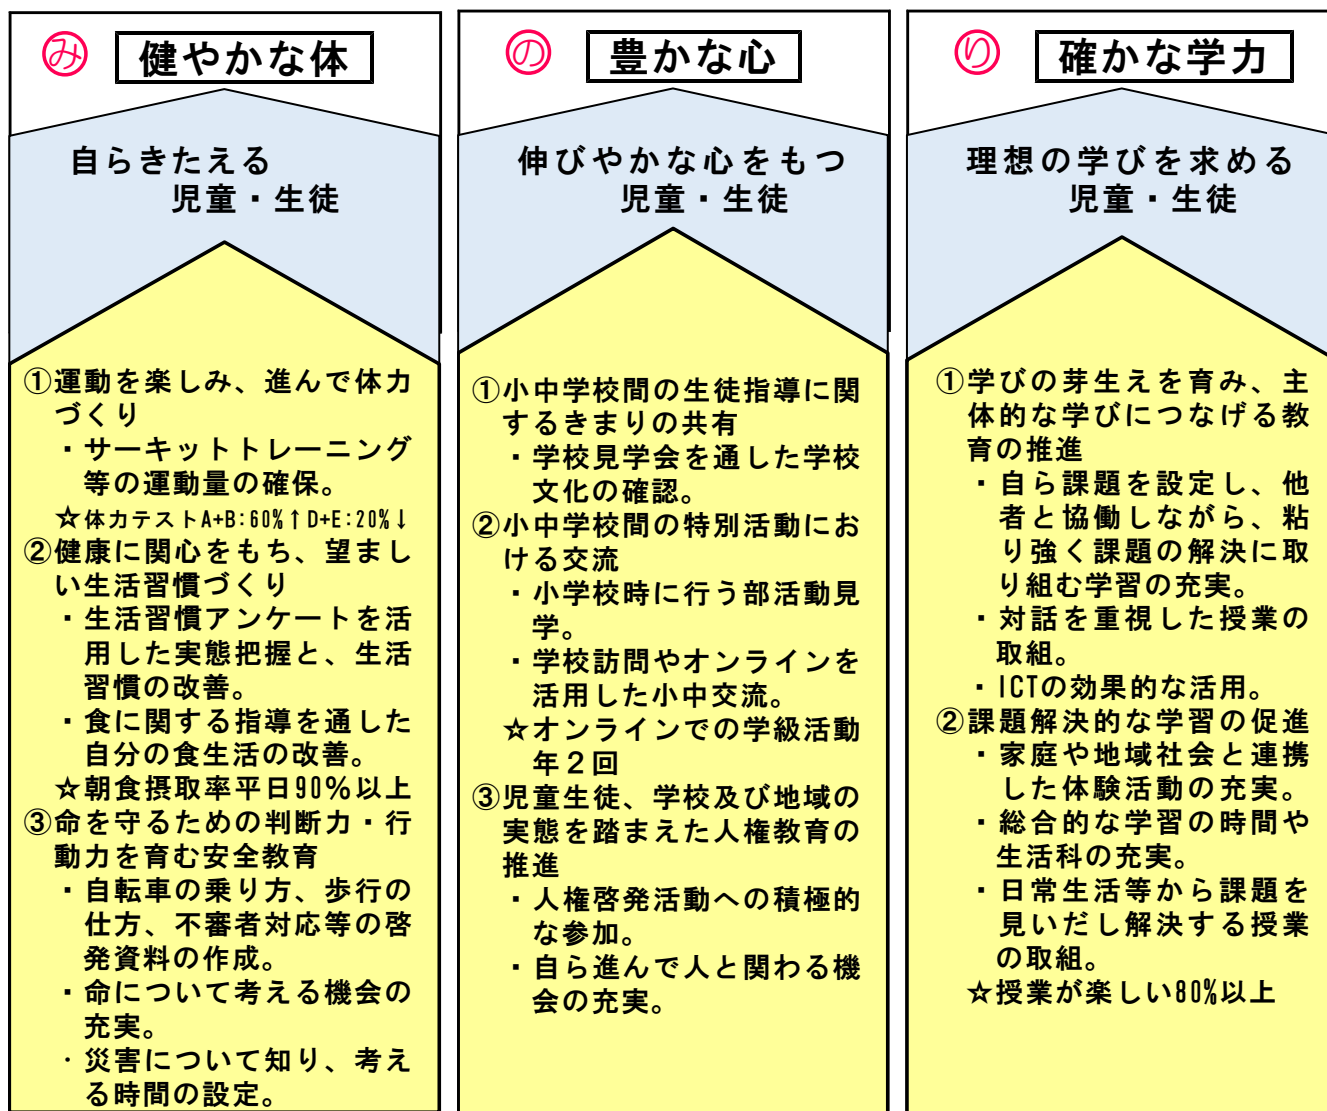 み 健やかな体
自らきたえる
児童・生徒
①運動を楽しみ、進んで体力
づくり
・サーキットトレーニング
等の運動量の確保。
☆体力テストA+B:60%↑D+E:20%↓
②健康に関心をもち、望まし
い生活習慣づくり
・生活習慣アンケートを活
用した実態把握と、生活
習慣の改善。
・食に関する指導を通した
自分の食生活の改善。
☆朝食摂取率平日90%以上
③命を守るための判断力・行
動力を育む安全教育
・自転車の乗り方、歩行の
仕方、不審者対応等の啓
発資料の作成。
・命について考える機会の
充実。
・災害について知り、考え
る時間の設定。
の 豊かな心
伸びやかな心をもつ
児童・生徒
①小中学校間の生徒指導に関
するきまりの共有
・学校見学会を通した学校
文化の確認。
②小中学校間の特別活動にお
ける交流
・小学校時に行う部活動見
学。
・学校訪問やオンラインを
活用した小中交流。
☆オンラインでの学級活動
年２回
③児童生徒、学校及び地域の
実態を踏まえた人権教育の
推進
・人権啓発活動への積極的
な参加。
・自ら進んで人と関わる機
会の充実。
り 確かな学力
理想の学びを求める
児童・生徒
①学びの芽生えを育み、主
体的な学びにつなげる教
育の推進
・自ら課題を設定し、他
者と協働しながら、粘
り強く課題の解決に取
り組む学習の充実。
・対話を重視した授業の
取組。
・ICTの効果的な活用。
②課題解決的な学習の促進
・家庭や地域社会と連携
した体験活動の充実。
・総合的な学習の時間や
生活科の充実。
・日常生活等から課題を
見いだし解決する授業
の取組。
☆授業が楽しい80%以上